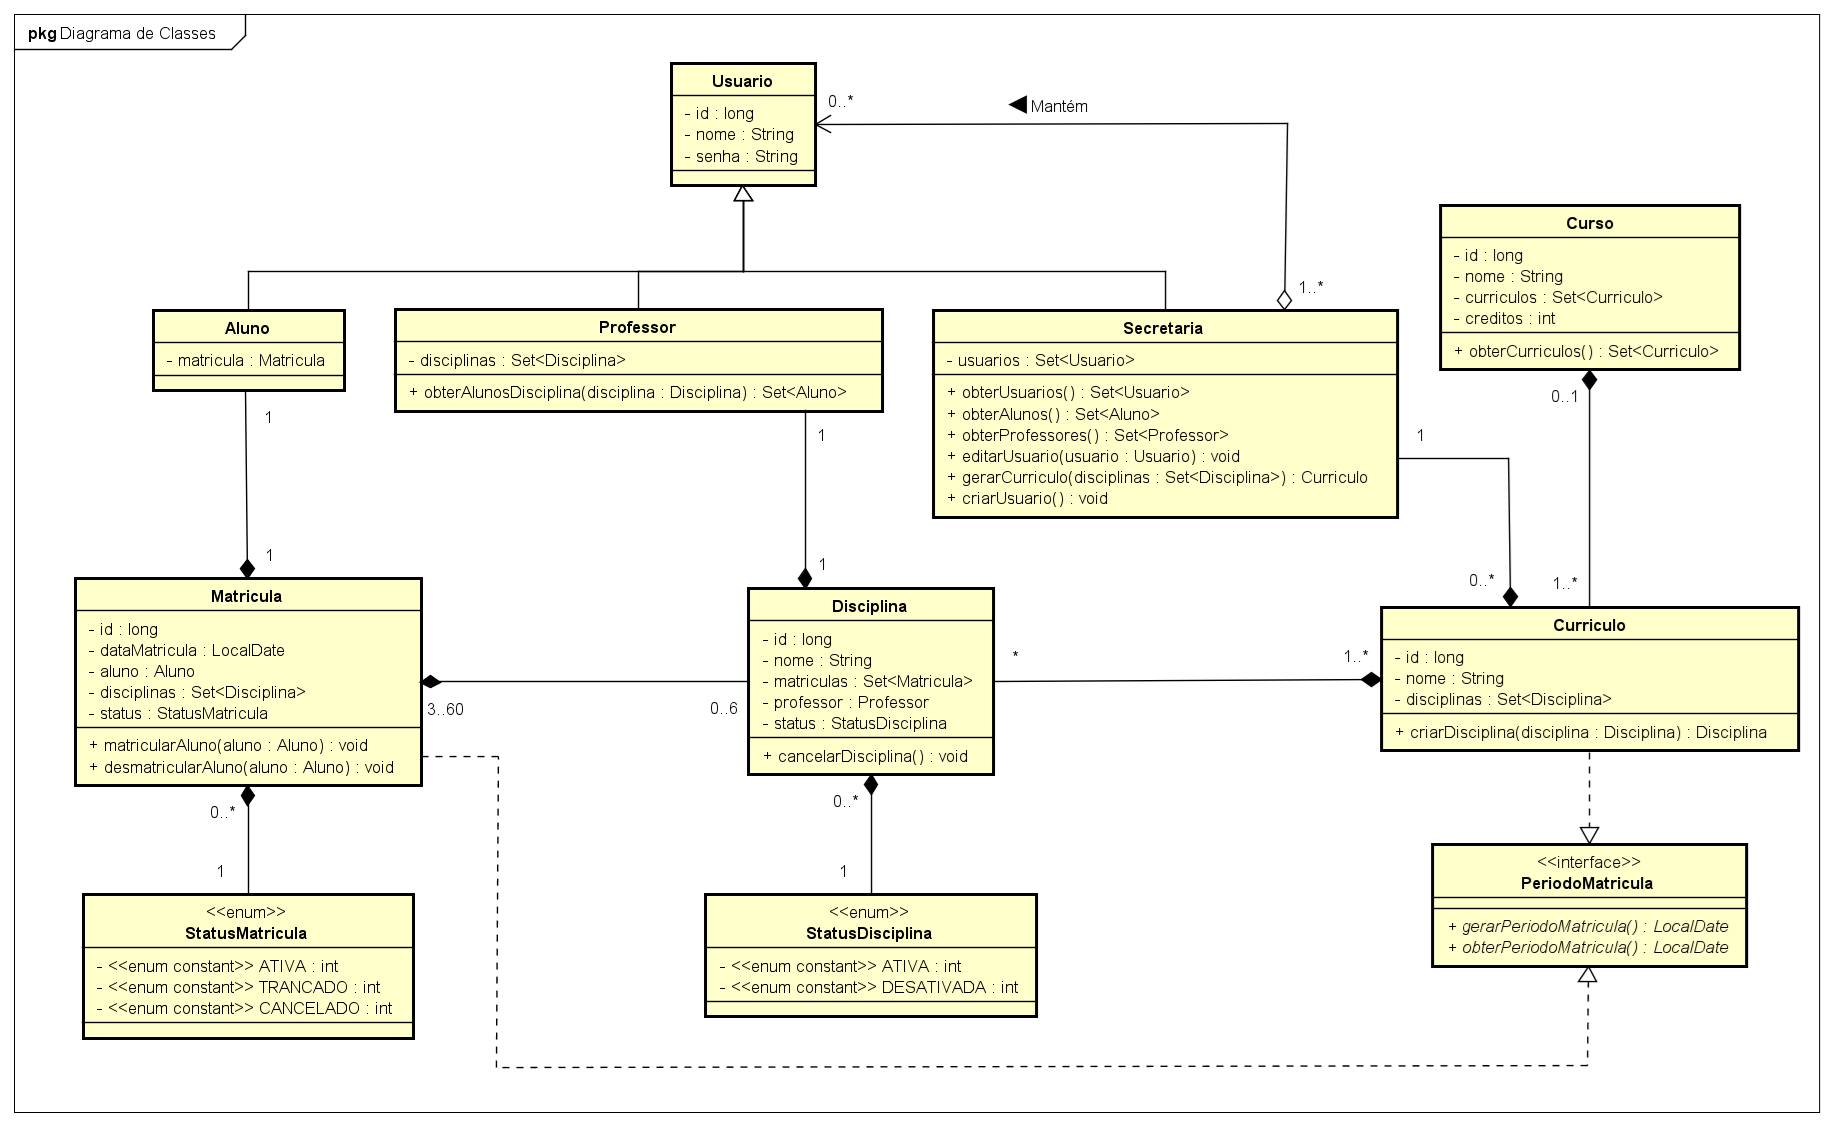 pkg Diagrama de Classes
Usuario
- id : long
- nome : String
- senha : String
0..*
Mantém
Curso
- id : long
- nome : String
- curriculos : Set<Curriculo>
- creditos : int
+ obterCurriculos() : Set<Curriculo>
0..1
1..*
Aluno
- matricula : Matricula
1
1
Professor
- disciplinas : Set<Disciplina>
+ obterAlunosDisciplina(disciplina : Disciplina) : Set<Aluno>
1
1
1..*
Secretaria
- usuarios : Set<Usuario>
+ obterUsuarios() : Set<Usuario>
+ obterAlunos() : Set<Aluno>
+ obterProfessores() : Set<Professor>
+ editarUsuario(usuario : Usuario) : void
+ gerarCurriculo(disciplinas : Set<Disciplina>) : Curriculo
+ criarUsuario() : void
1
0..*
Matricula
- id : long
- dataMatricula : LocalDate
- aluno : Aluno
- disciplinas : Set<Disciplina>
- status : StatusMatricula
+ matricularAluno(aluno : Aluno) : void
+ desmatricularAluno(aluno : Aluno) : void
3..60
0..6
Disciplina
- id : long
- nome : String
- matriculas : Set<Matricula>
- professor : Professor
- status : StatusDisciplina
+ cancelarDisciplina() : void
*
1..*
Curriculo
- id : long
- nome : String
- disciplinas : Set<Disciplina>
+ criarDisciplina(disciplina : Disciplina) : Disciplina
0..*
1
<<enum>>
StatusMatricula
- <<enum constant>> ATIVA : int
- <<enum constant>> TRANCADO : int
- <<enum constant>> CANCELADO : int
0..*
1
<<enum>>
StatusDisciplina
- <<enum constant>> ATIVA : int
- <<enum constant>> DESATIVADA : int
<<interface>>
PeriodoMatricula
+ gerarPeriodoMatricula() : LocalDate
+ obterPeriodoMatricula() : LocalDate